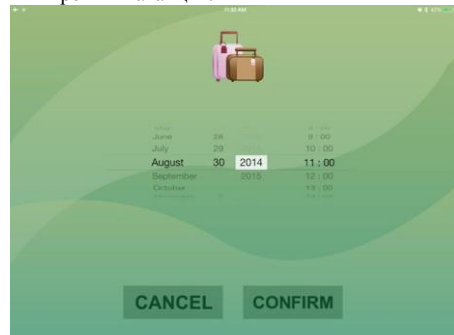 June 28 9 : 00
July 29 10 : 00
August 30 2014 11 : 00
September 2015 12 : 00
October 13 : 00
CANCEL CONFIRM